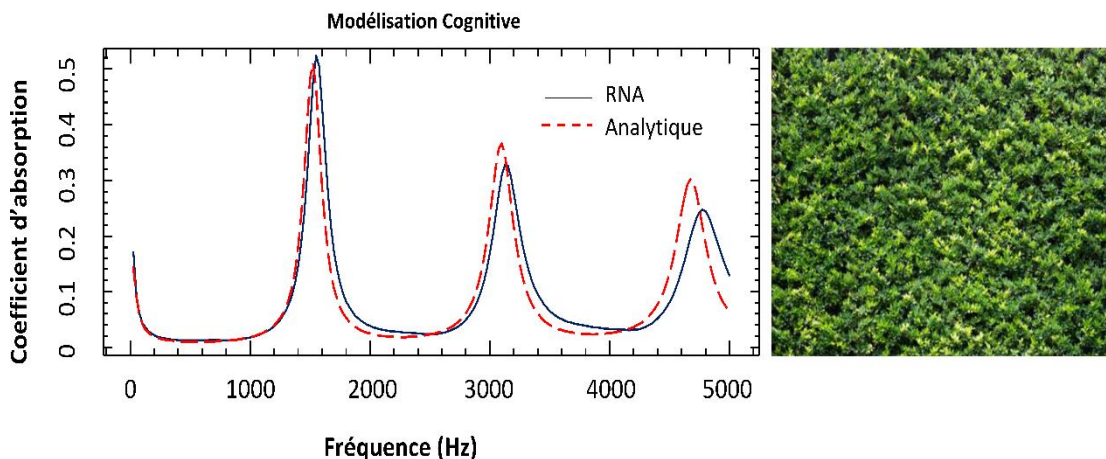 Modélisation Cognitive
Coefficient d'absorption
0.5
0.4
0.3
0.2
0.1
0
RNA
Analytique
0 1000 2000 3000 4000 5000
Fréquence (Hz)